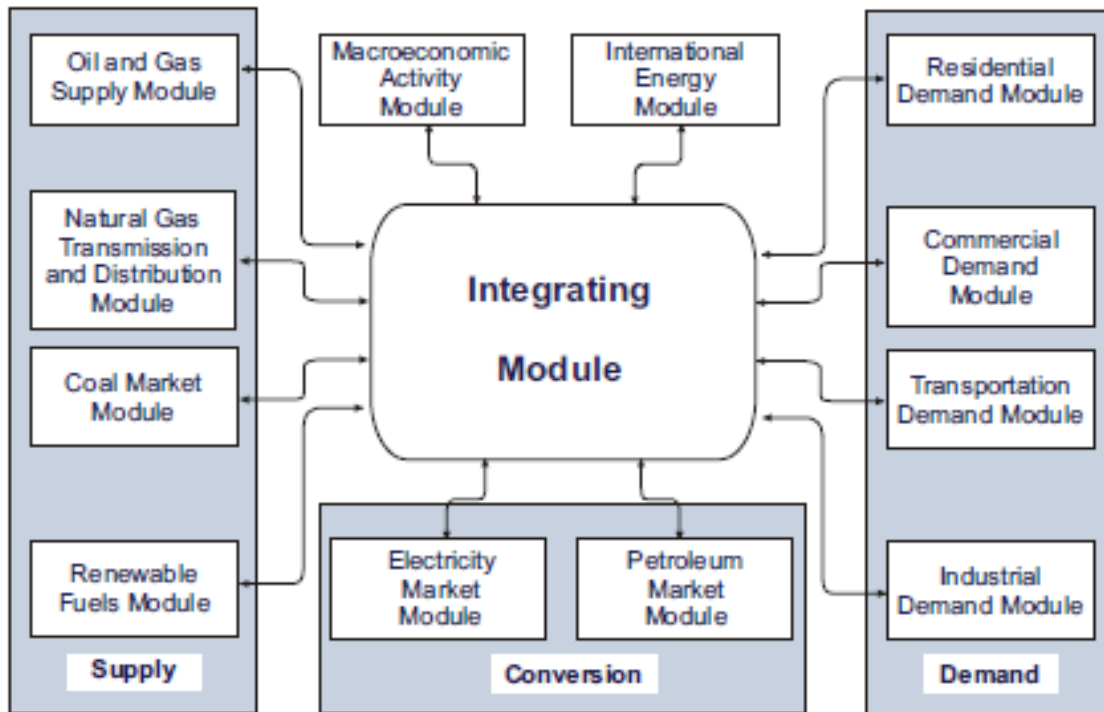 Oil and Gas
Supply Module
Macroeconomic
Activity
Module
International
Energy
Module
Residential
Demand Module
Natural Gas
Transmission
and Distribution
Module
Commercial
Demand
Module
Integrating
Module
Coal Market
Module
Transportation
Demand Module
Renewable
Fuels Module
Electricity
Market
Module
Petroleum
Market
Module
Industrial
Demand Module
Supply
Conversion
Demand